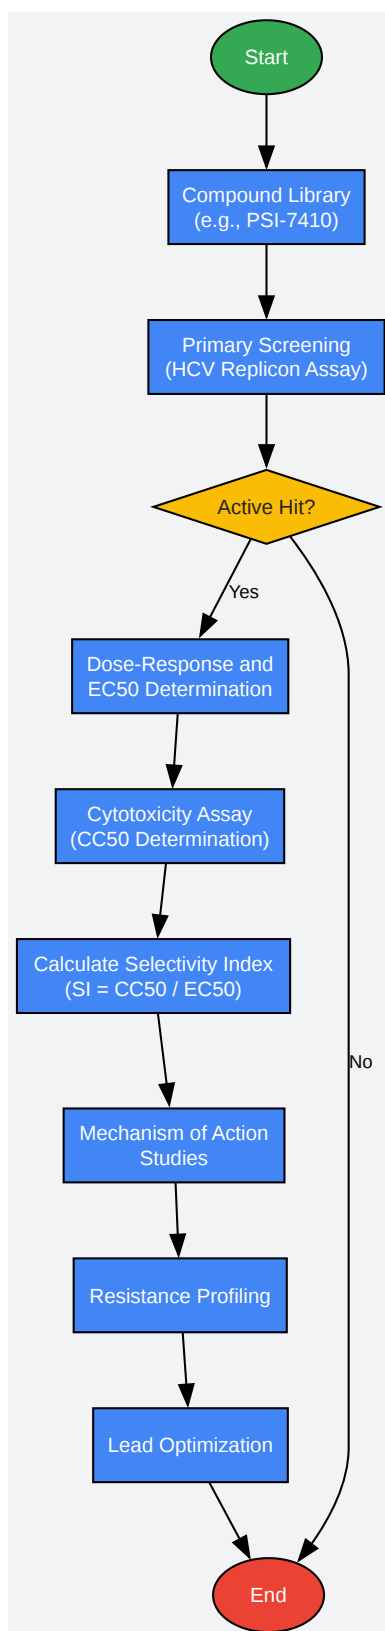 Start
Compound Library
(e.g., PSI-7410)
Primary Screening
(HCV Replicon Assay)
Active Hit?
Yes
Dose-Response and
EC50 Determination
Cytotoxicity Assay
(CC50 Determination)
Calculate Selectivity Index
(SI = CC50 / EC50)
No
Mechanism of Action
Studies
Resistance Profiling
Lead Optimization
End